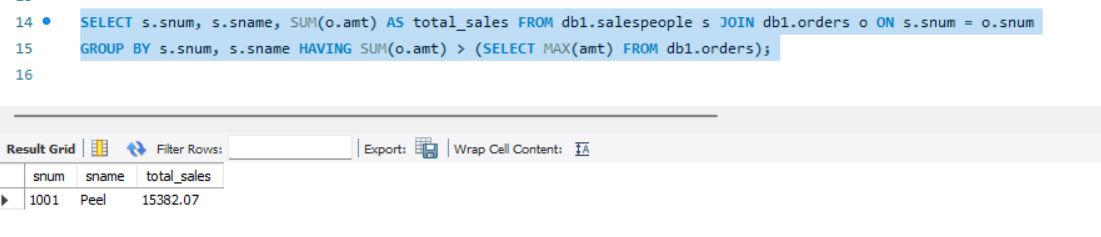 14 SELECT s.snum, s.sname, SUM(o.amt) AS total_sales FROM db1.salespeople s JOIN db1.orders o ON s.snum = o.snum
15 GROUP BY s.snum, s.sname HAVING SUM(o.amt) > (SELECT MAX(amt) FROM db1.orders);
16
Result Grid Filter Rows: Export: Wrap Cell Content: IA
snum sname total_sales
1001 Peel 15382.07